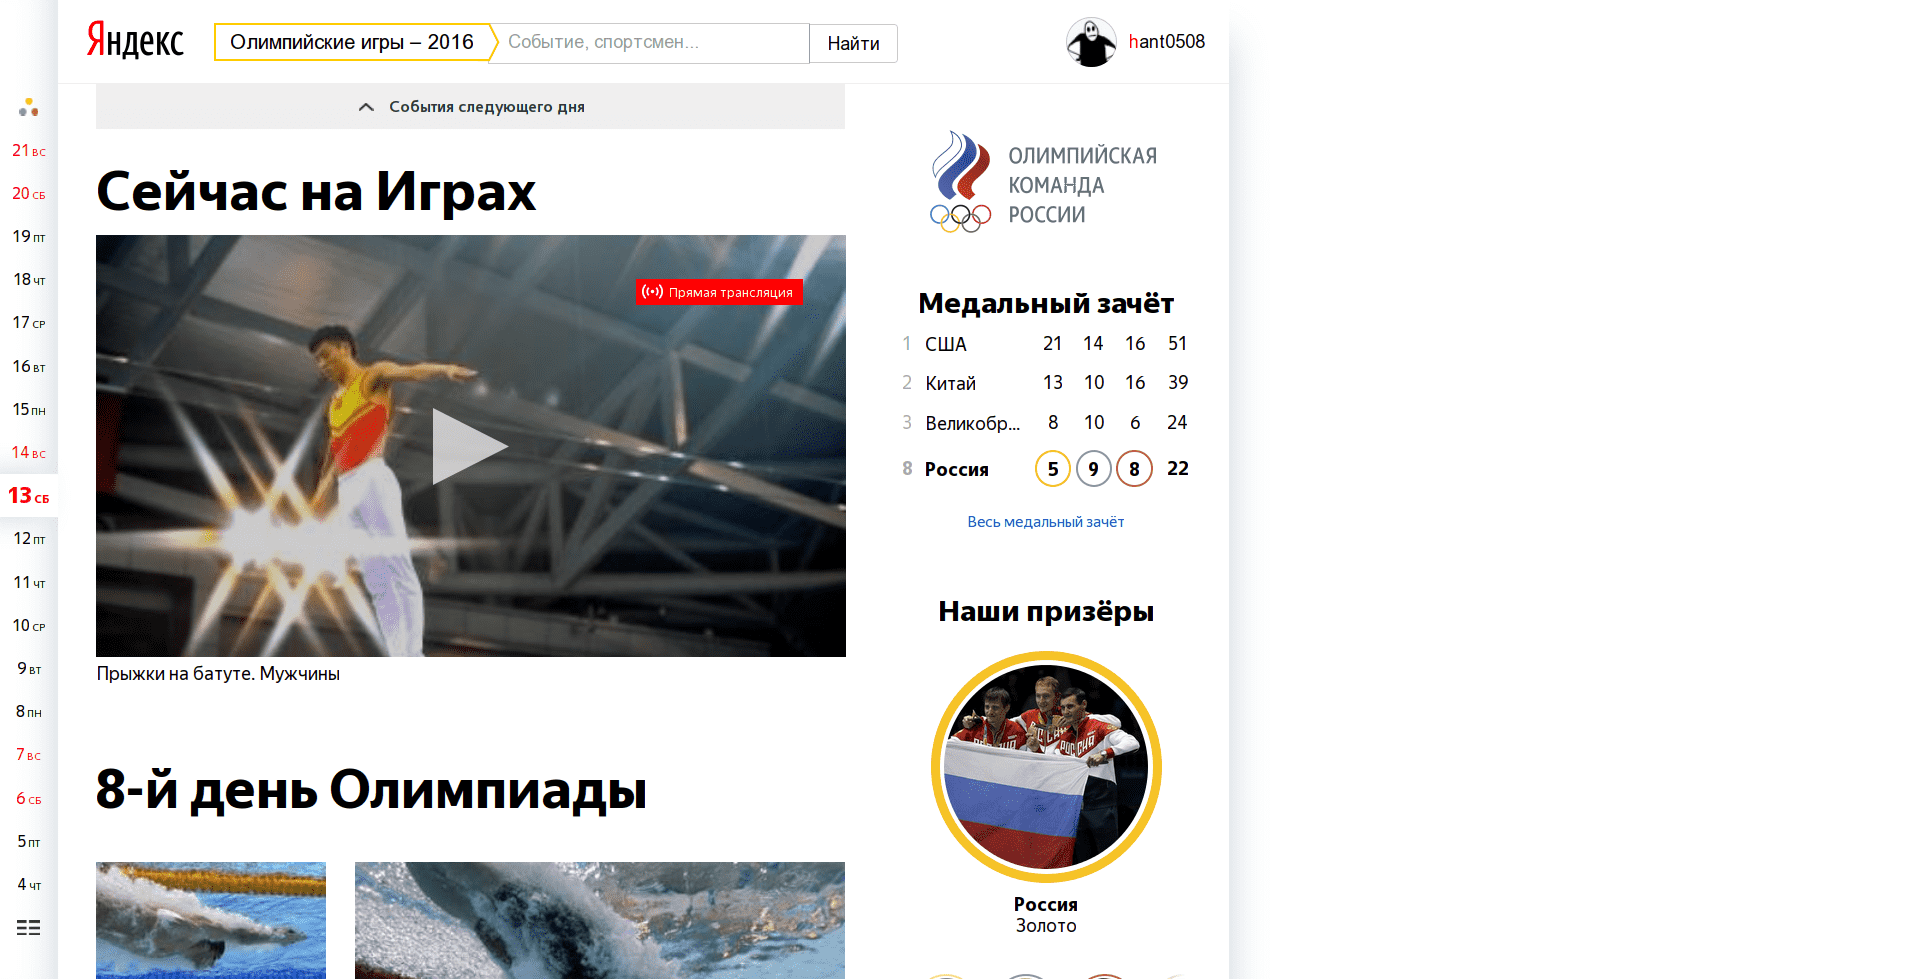 Яндекс
Олимпийские игры – 2016
Событие, спортсмен...
Найти
hant0508
21 вс
20 сб
19 пт
18 чт
17 ср
16 вт
15 пн
14 вс
13 сб
12 пт
11 чт
10 ср
9 вт
8 пн
7 вс
6 сб
5 пт
4 чт
События следующего дня
Сейчас на Играх
Прямая трансляция
Прыжки на батуте. Мужчины
8-й день Олимпиады
ОЛИМПИЙСКАЯ
КОМАНДА
РОССИИ
Медальный зачёт
1 США 21 14 16 51
2 Китай 13 10 16 39
3 Великобр... 8 10 6 24
8 Россия 5 9 8 22
Весь медальный зачёт
Наши призёры
Россия
Золото